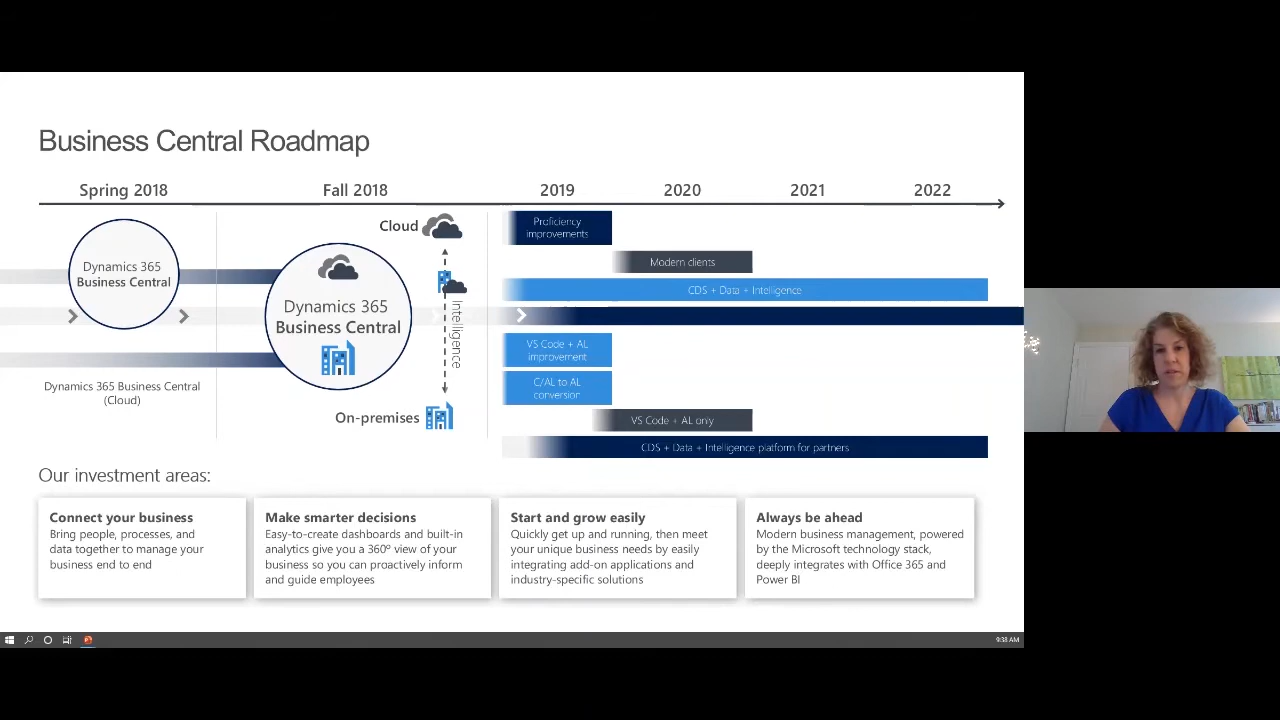 Business Central Roadmap
Spring 2018
Fall 2018
2019
2020
2021
2022
Dynamics 365
Business Central
Dynamics 365 Business Central
(Cloud)
Dynamics 365
Business Central
Cloud
Intelligence
On-premises
Proficiency
improvements
Modern clients
CDS + Data + Intelligence
VS Code + AL
improvement
C/AL to AL
conversion
VS Code + AL only
CDS + Data + Intelligence platform for partners
Our investment areas:
Connect your business
Bring people, processes, and
data together to manage your
business end to end
Make smarter decisions
Easy-to-create dashboards and built-in
analytics give you a 360º view of your
business so you can proactively inform
and guide employees
Start and grow easily
Quickly get up and running, then meet
your unique business needs by easily
integrating add-on applications and
industry-specific solutions
Always be ahead
Modern business management, powered
by the Microsoft technology stack,
deeply integrates with Office 365 and
Power BI
9:38 AM